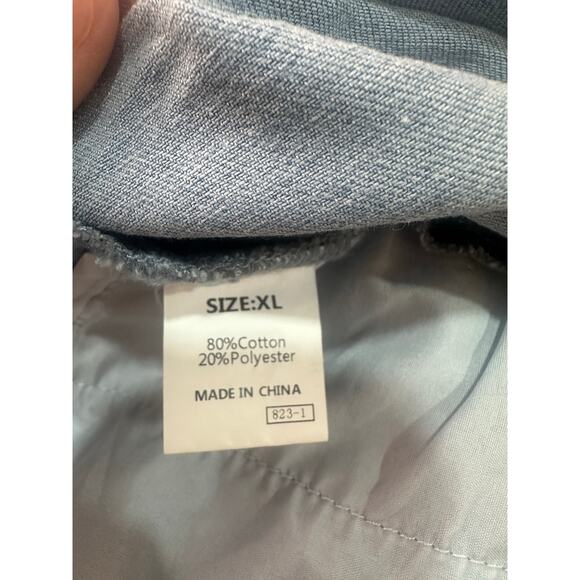 SIZE:XL
80%Cotton
20%Polyester
MADE IN CHINA
823-1